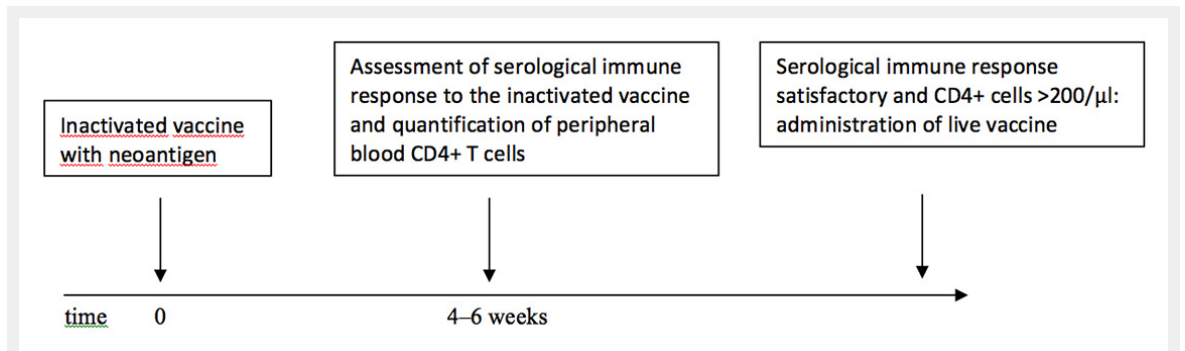 Inactivated vaccine
with neoantigen
Assessment of serological immune
response to the inactivated vaccine
and quantification of peripheral
blood CD4+ T cells
Serological immune response
satisfactory and CD4+ cells >200/µl:
administration of live vaccine
time 0 4–6 weeks